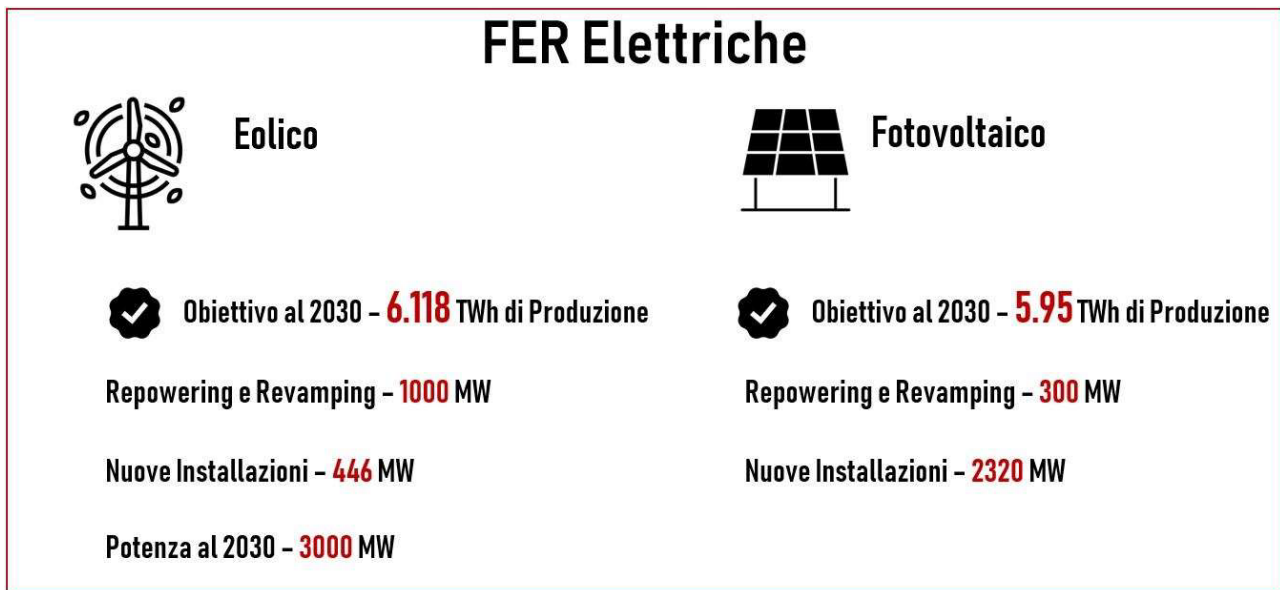 FER Elettriche
Eolico
Obiettivo al 2030 – 6.118 TWh di Produzione
Repowering e Revamping – 1000 MW
Nuove Installazioni – 446 MW
Potenza al 2030 – 3000 MW
Fotovoltaico
Obiettivo al 2030 – 5.95 TWh di Produzione
Repowering e Revamping – 300 MW
Nuove Installazioni – 2320 MW